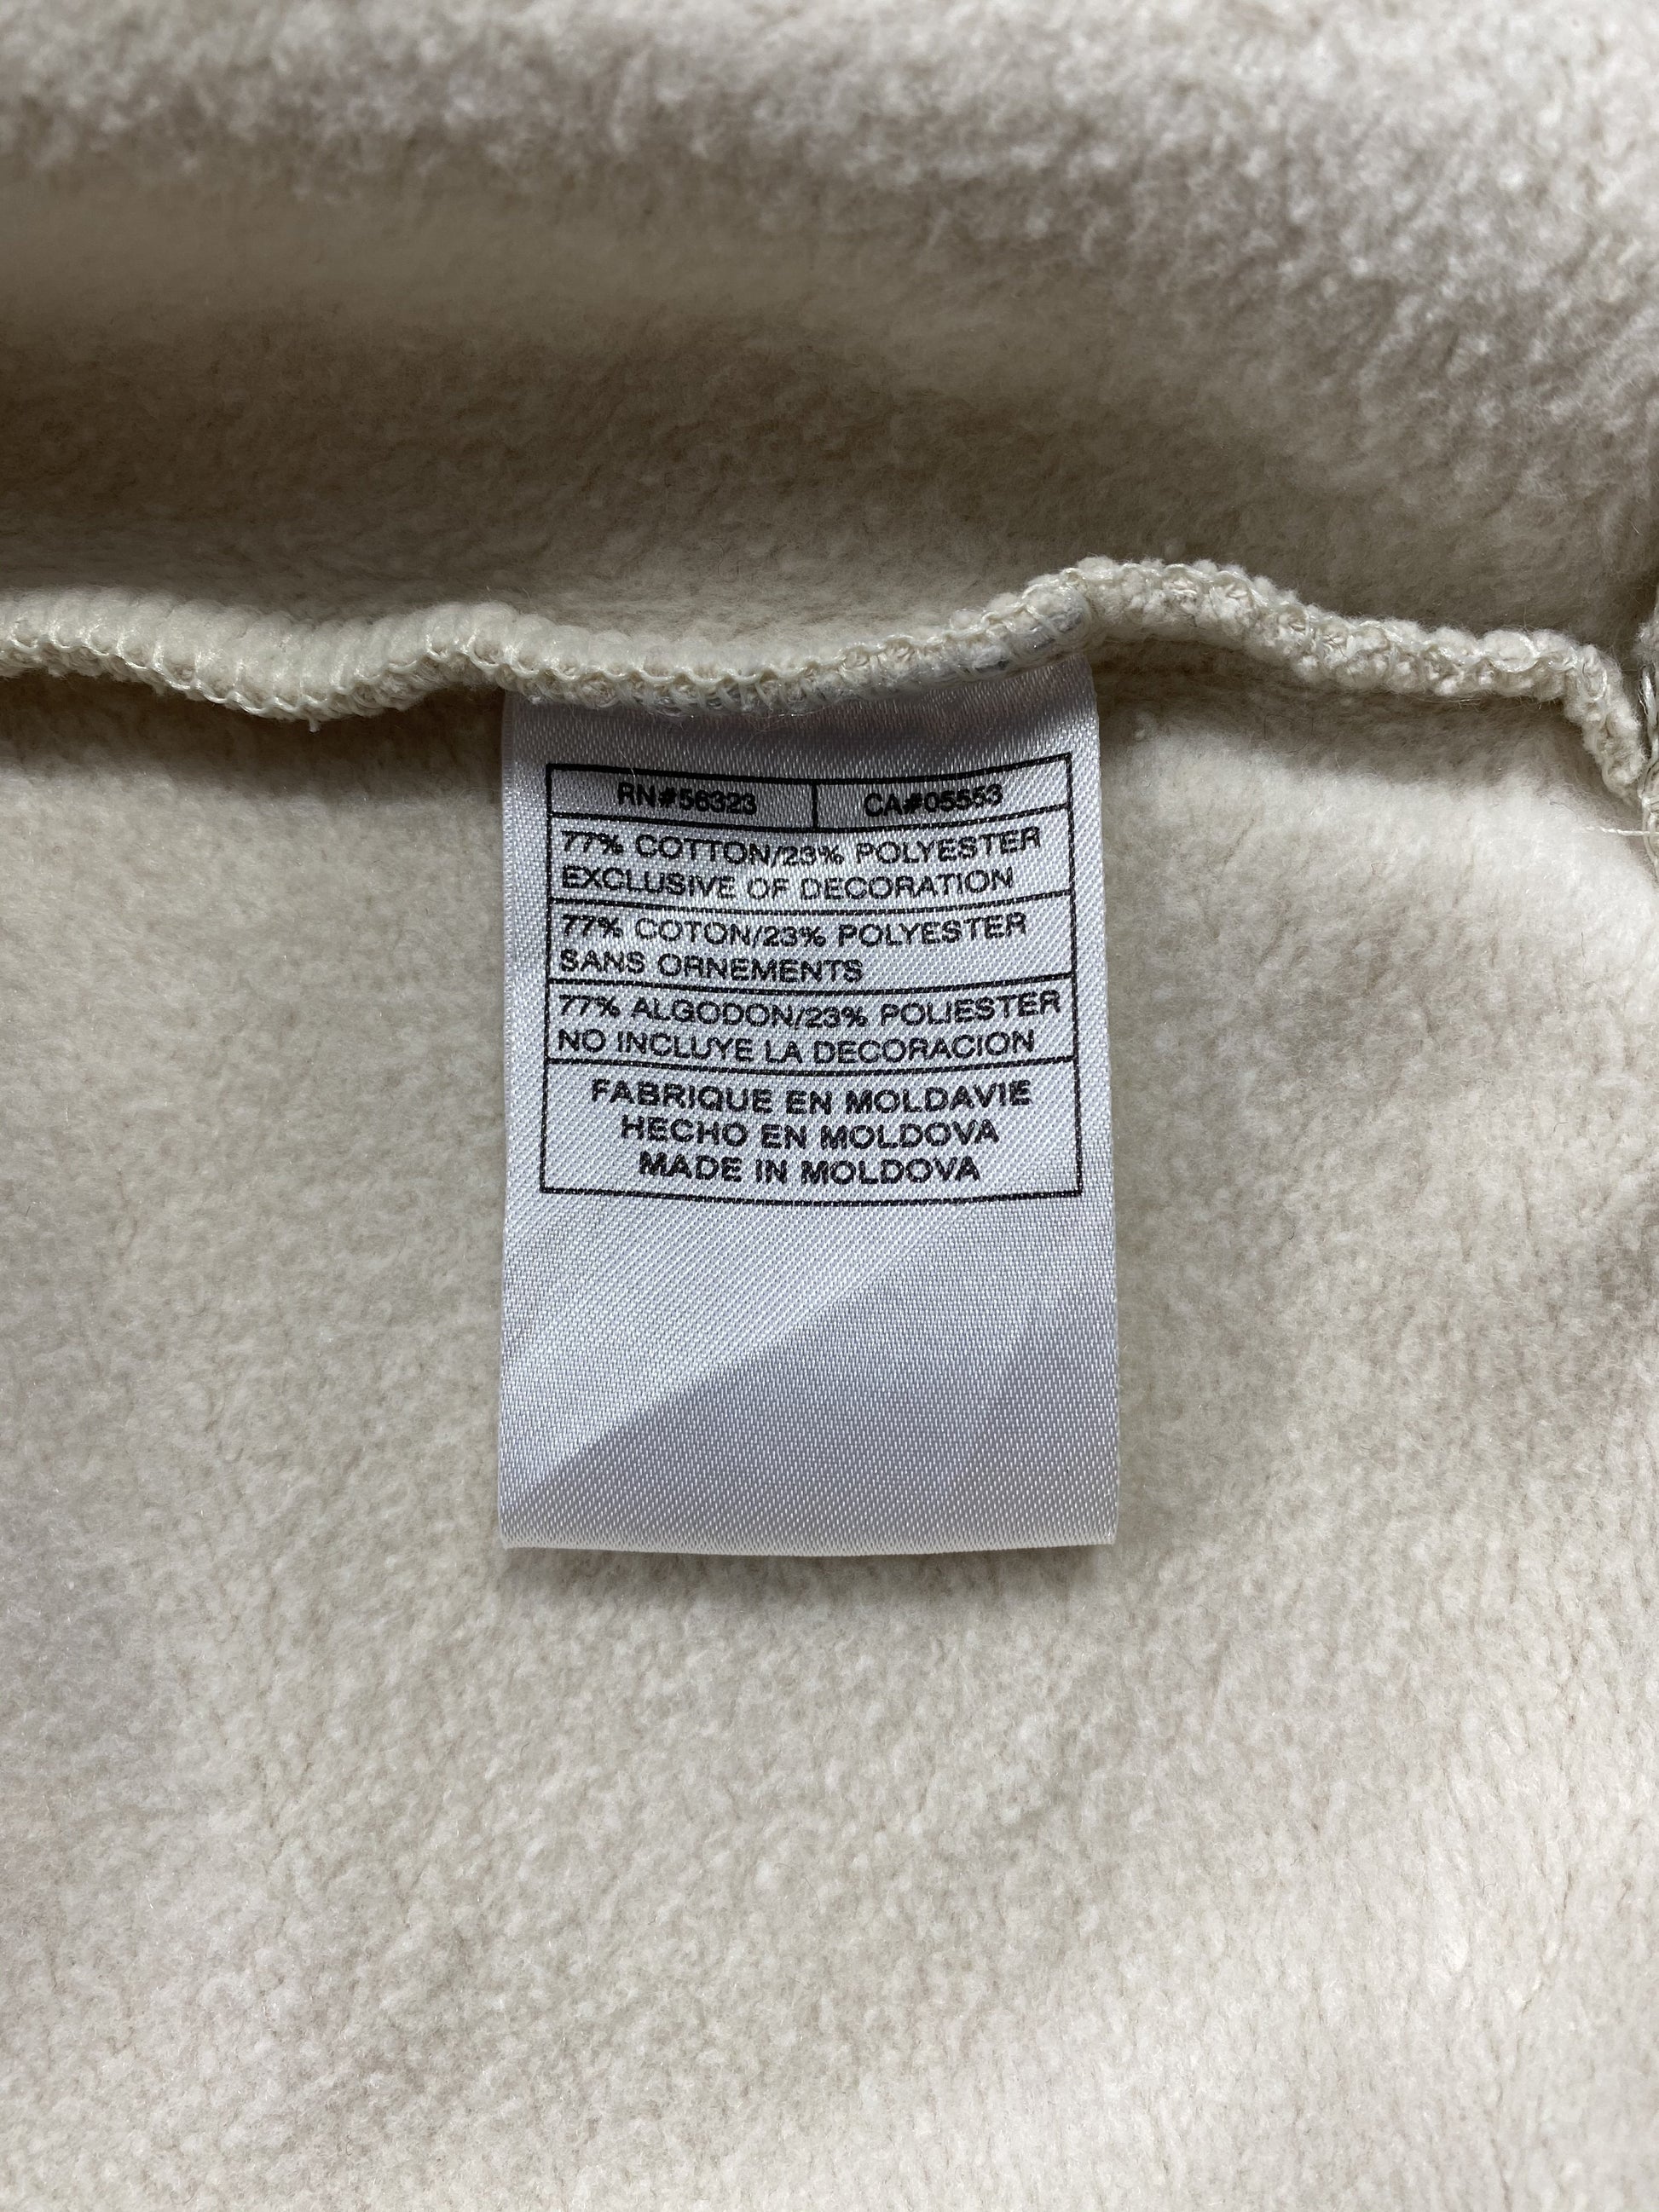 RN#56323 CA#05553
77% COTTON/23% POLYESTER
EXCLUSIVE OF DECORATION
77% COTON/23% POLYESTER
SANS ORNEMENTS
77% ALGODON/23% POLIESTER
NO INCLUYE LA DECORACION
FABRIQUE EN MOLDAVIE
HECHO EN MOLDOVA
MADE IN MOLDOVA